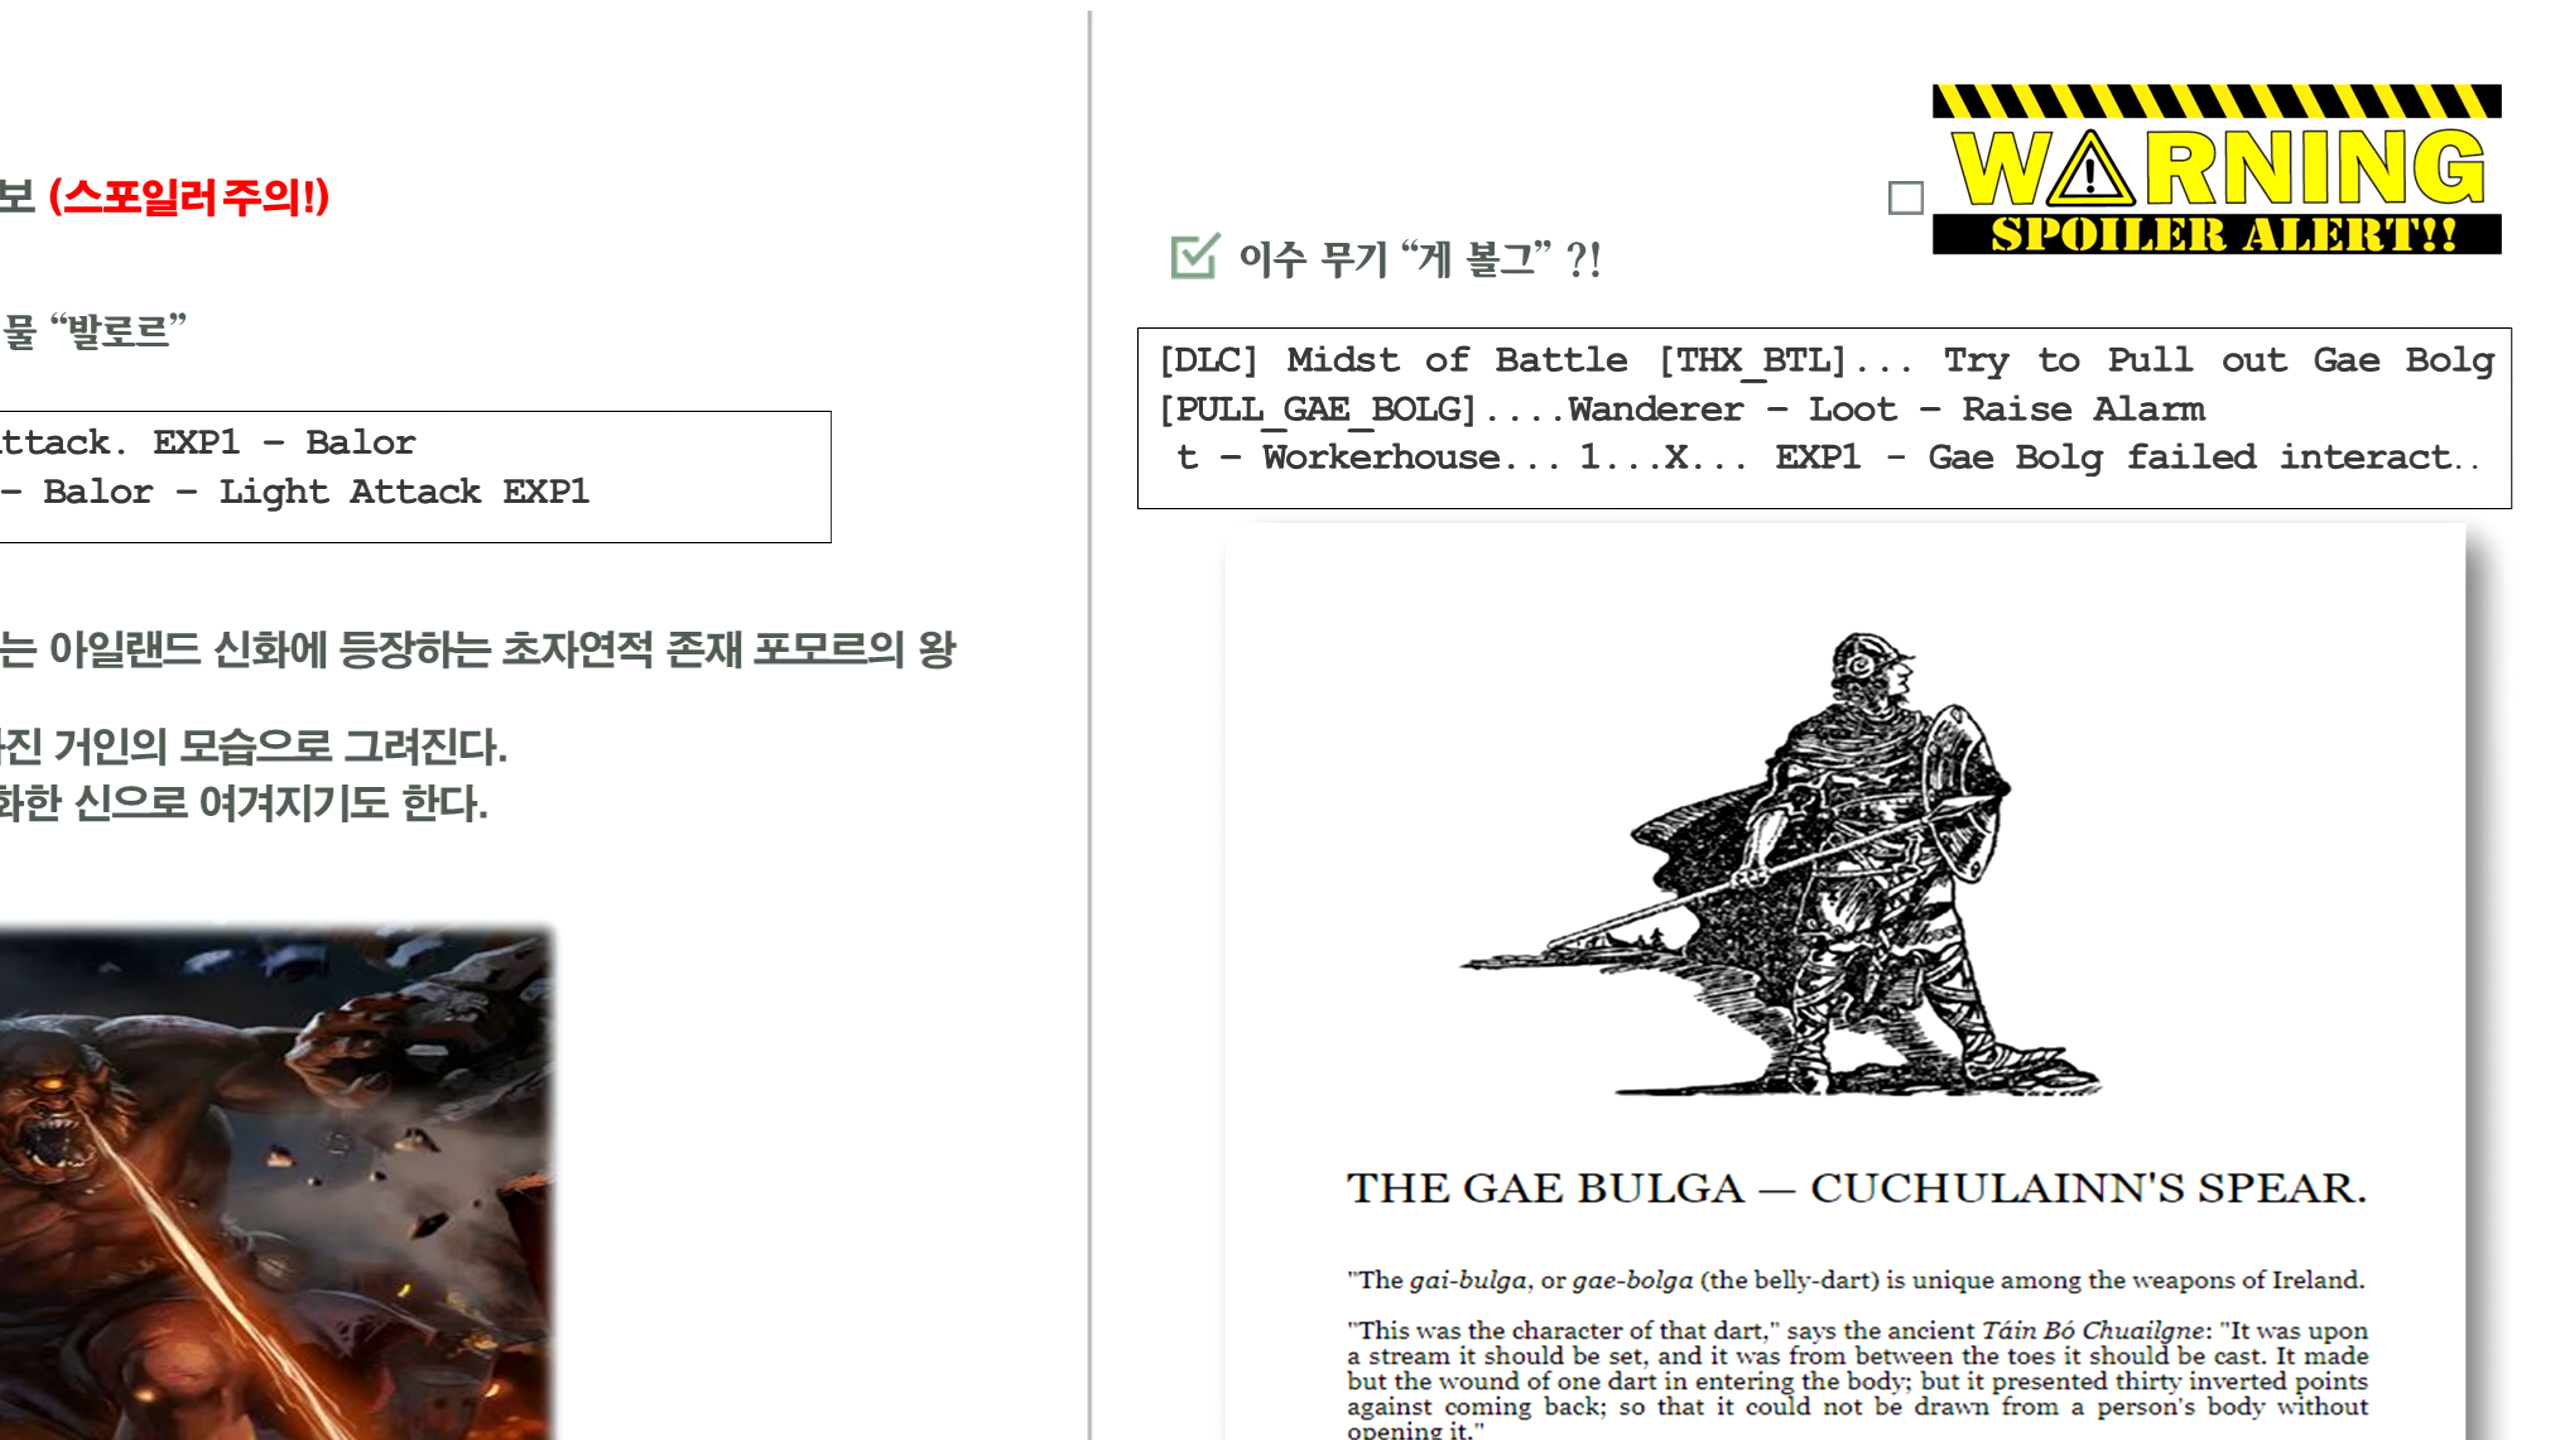 보 (스포일러 주의!)
물 “발로르”
ttack. EXP1 – Balor
– Balor – Light Attack EXP1
는 아일랜드 신화에 등장하는 초자연적 존재 포모르의 왕
진 거인의 모습으로 그려진다.
화한 신으로 여겨지기도 한다.
WARNING
SPOILER ALERT!!
이수 무기 “게 볼그” ?!
[DLC] Midst of Battle [THX_BTL]... Try to Pull out Gae Bolg
[PULL_GAE_BOLG]....Wanderer – Loot – Raise Alarm
t – Workerhouse... 1...X... EXP1 - Gae Bolg failed interact..
THE GAE BULGA — CUCHULAINN'S SPEAR.
"The gai-bulga, or gae-bolga (the belly-dart) is unique among the weapons of Ireland.
"This was the character of that dart," says the ancient Táin Bó Chuailgne: "It was upon
a stream it should be set, and it was from between the toes it should be cast. It made
but the wound of one dart in entering the body; but it presented thirty inverted points
against coming back; so that it could not be drawn from a person's body without
opening it."